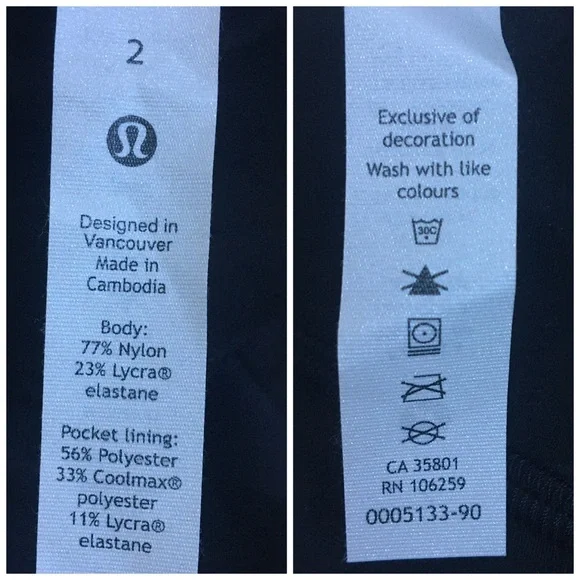 2
Designed in
Vancouver
Made in
Cambodia
Body:
77% Nylon
23% Lycra®
elastane
Pocket lining:
56% Polyester
33% Coolmax®
polyester
11% Lycra®
elastane
Exclusive of
decoration
Wash with like
colours
30C
CA 35801
RN 106259
0005133-90